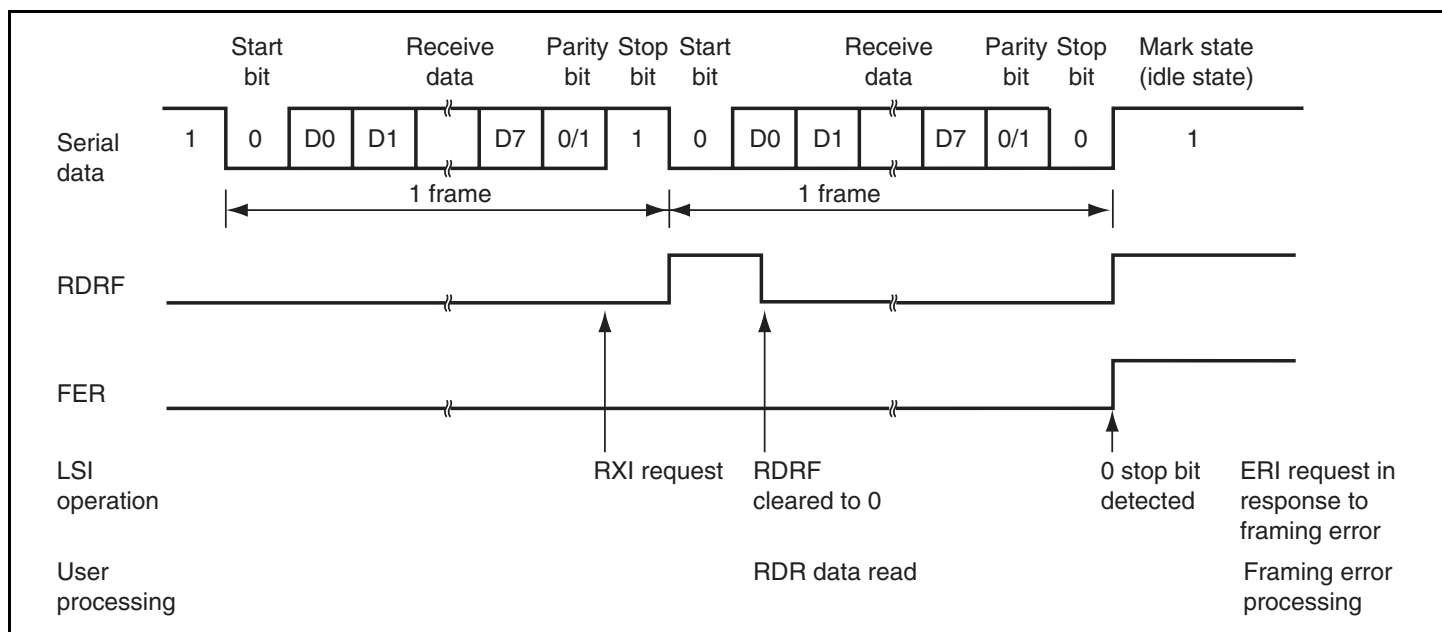 Start bit
Receive data
Parity bit
Stop bit
Start bit
Receive data
Parity bit
Stop bit
Mark state (idle state)
Serial data
1 0 D0 D1 D7 0/1 1 0 D0 D1 D7 0/1 0 1
1 frame 1 frame
RDRF
FER
LSI operation
RXI request
RDRF cleared to 0
0 stop bit detected
ERI request in response to framing error
User processing
RDR data read
Framing error processing